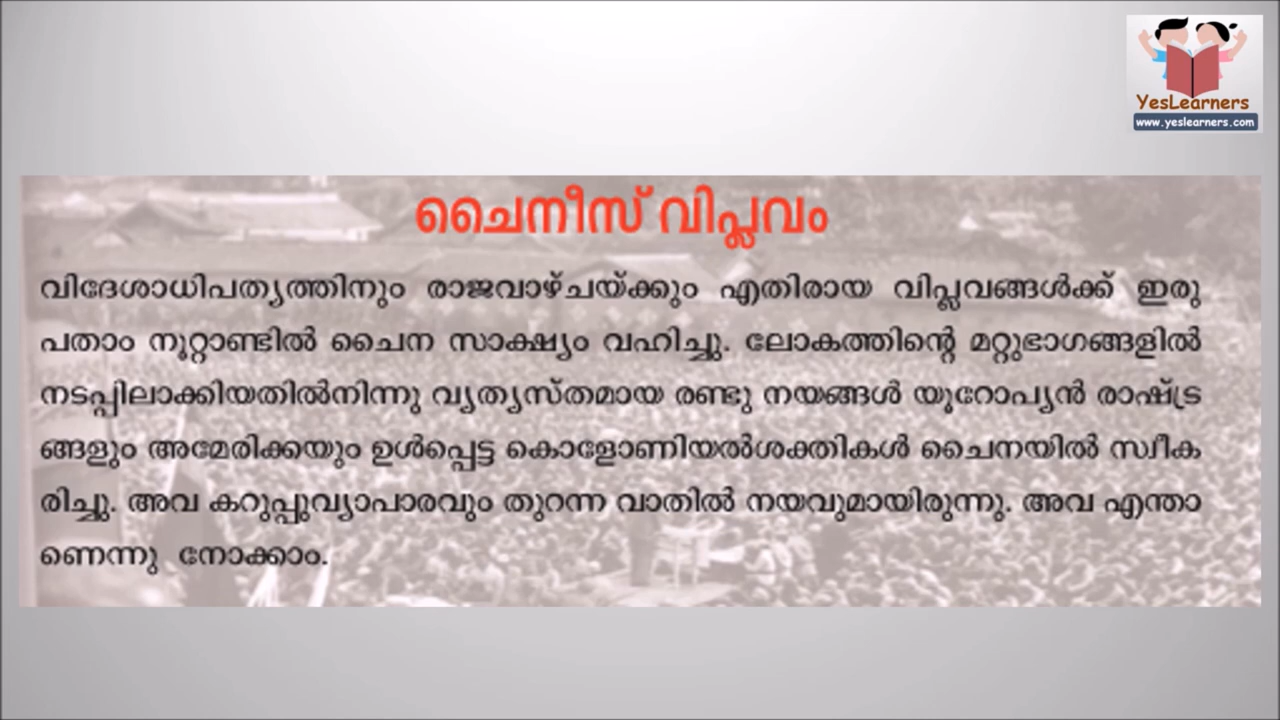 YesLearners
www.yeslearners.com
ചൈനീസ് വിപ്ലവം
വിദേശാധിപത്യത്തിനും രാജവാഴ്ചയ്ക്കും എതിരായ വിപ്ലവങ്ങൾക്ക് ഇരു
പതാം നൂറ്റാണ്ടിൽ ചൈന സാക്ഷ്യം വഹിച്ചു. ലോകത്തിന്റെ മറ്റുഭാഗങ്ങളിൽ
നടപ്പിലാക്കിയതിൽനിന്നു വ്യത്യസ്തമായ രണ്ടു നയങ്ങൾ യൂറോപ്യൻ രാഷ്ട്ര
ങ്ങളും അമേരിക്കയും ഉൾപ്പെട്ട കൊളോണിയൽശക്തികൾ ചൈനയിൽ സ്വീക
രിച്ചു. അവ കറുപ്പുവ്യാപാരവും തുറന്ന വാതിൽ നയവുമായിരുന്നു. അവ എന്താ
ണെന്നു നോക്കാം.